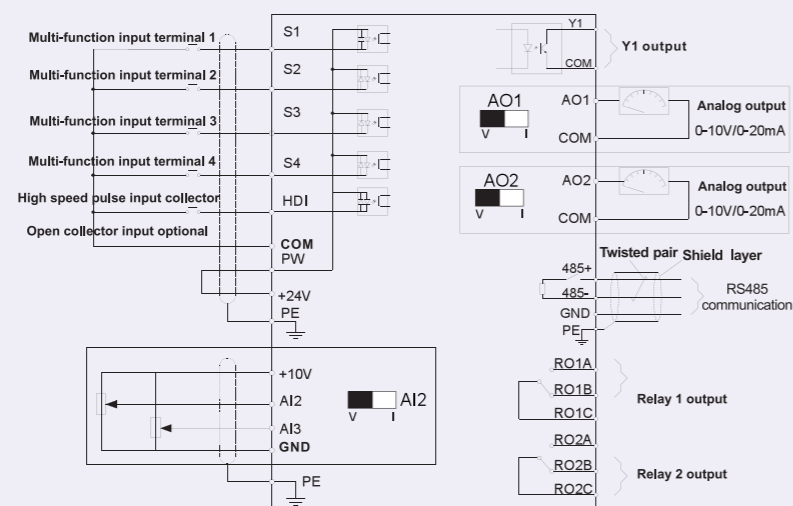 Multi-function input terminal 1
S1
Multi-function input terminal 2
S2
Multi-function input terminal 3
S3
Multi-function input terminal 4
S4
High speed pulse input collector
HDI
Open collector input optional
COM
PW
+24V
PE
+10V
AI2
AI3
GND
V I
AI2
PE
Y1
COM
Y1 output
AO1
V I
AO1
COM
Analog output
0-10V/0-20mA
AO2
V I
AO2
COM
Analog output
0-10V/0-20mA
Twisted pair
Shield layer
485+
485-
GND
PE
RS485
communication
RO1A
RO1B
RO1C
Relay 1 output
RO2A
RO2B
RO2C
Relay 2 output